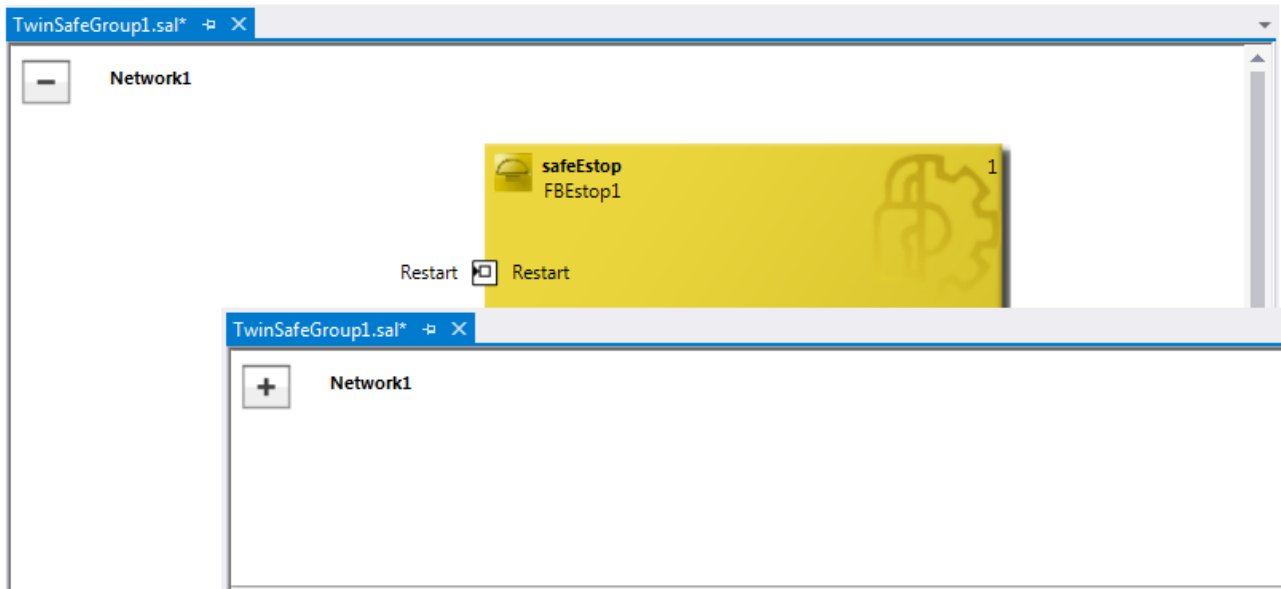 TwinSafeGroup1.sal*
Network1
safeEstop 1
FBEstop1
Restart Restart
TwinSafeGroup1.sal*
Network1